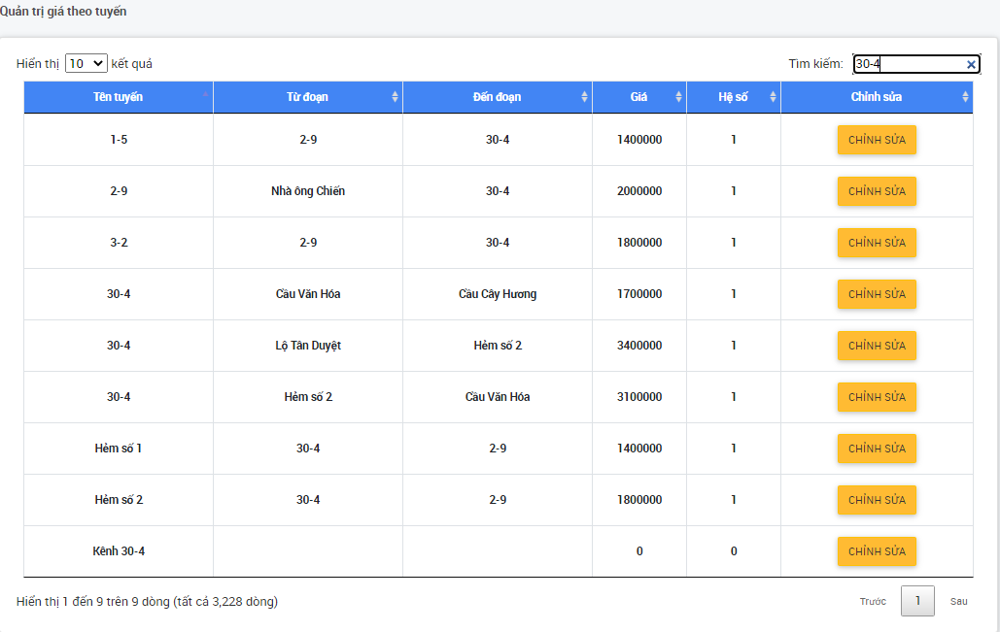 Quản trị giá theo tuyến
Hiển thị 10 kết quả Tìm kiếm: 30-4
Tên tuyến Từ đoạn Đến đoạn Giá Hệ số Chỉnh sửa
1-5 2-9 30-4 1400000 1 CHỈNH SỬA
2-9 Nhà ông Chiến 30-4 2000000 1 CHỈNH SỬA
3-2 2-9 30-4 1800000 1 CHỈNH SỬA
30-4 Cầu Văn Hóa Cầu Cây Hương 1700000 1 CHỈNH SỬA
30-4 Lộ Tân Duyệt Hẻm số 2 3400000 1 CHỈNH SỬA
30-4 Hẻm số 2 Cầu Văn Hóa 3100000 1 CHỈNH SỬA
Hẻm số 1 30-4 2-9 1400000 1 CHỈNH SỬA
Hẻm số 2 30-4 2-9 1800000 1 CHỈNH SỬA
Kênh 30-4 0 0 CHỈNH SỬA
Hiển thị 1 đến 9 trên 9 dòng (tất cả 3,228 dòng) Trước 1 Sau